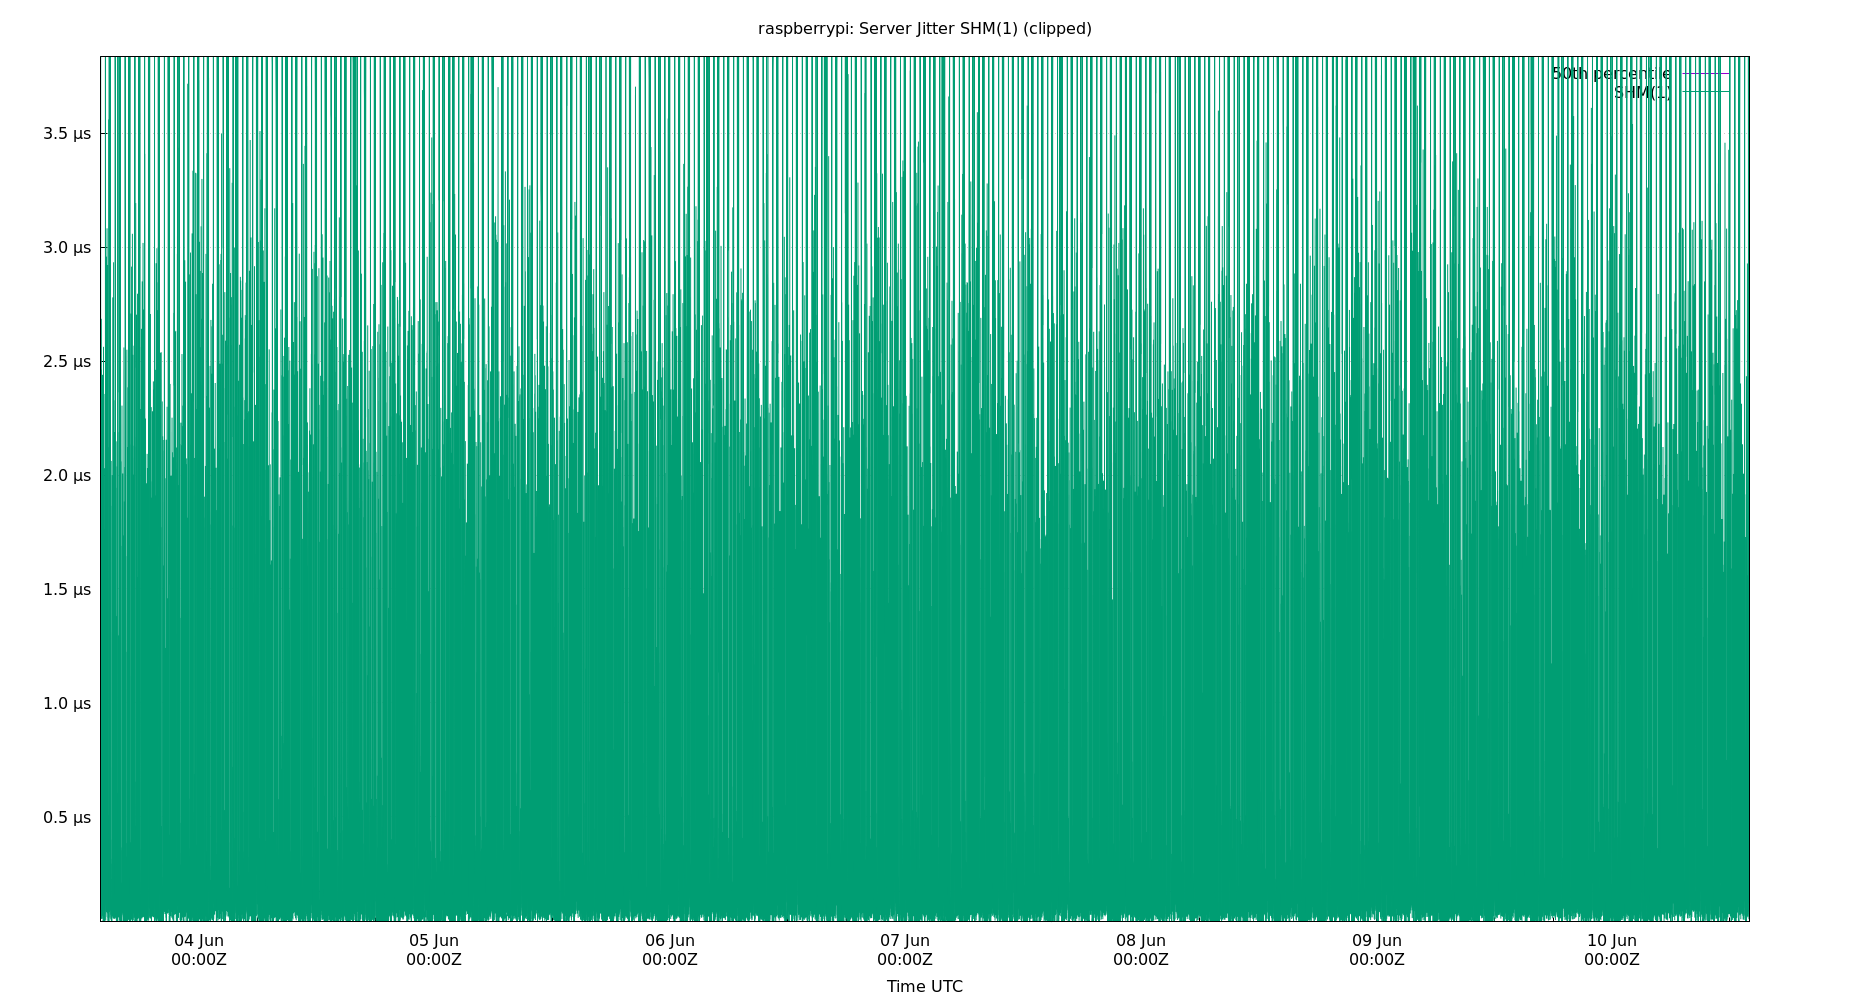 raspberrypi: Server Jitter SHM(1) (clipped)
50th percentile
SHM(1)
3.5 µs
3.0 µs
2.5 µs
2.0 µs
1.5 µs
1.0 µs
0.5 µs
04 Jun 05 Jun 06 Jun 07 Jun 08 Jun 09 Jun 10 Jun
00:00Z 00:00Z 00:00Z 00:00Z 00:00Z 00:00Z 00:00Z
Time UTC